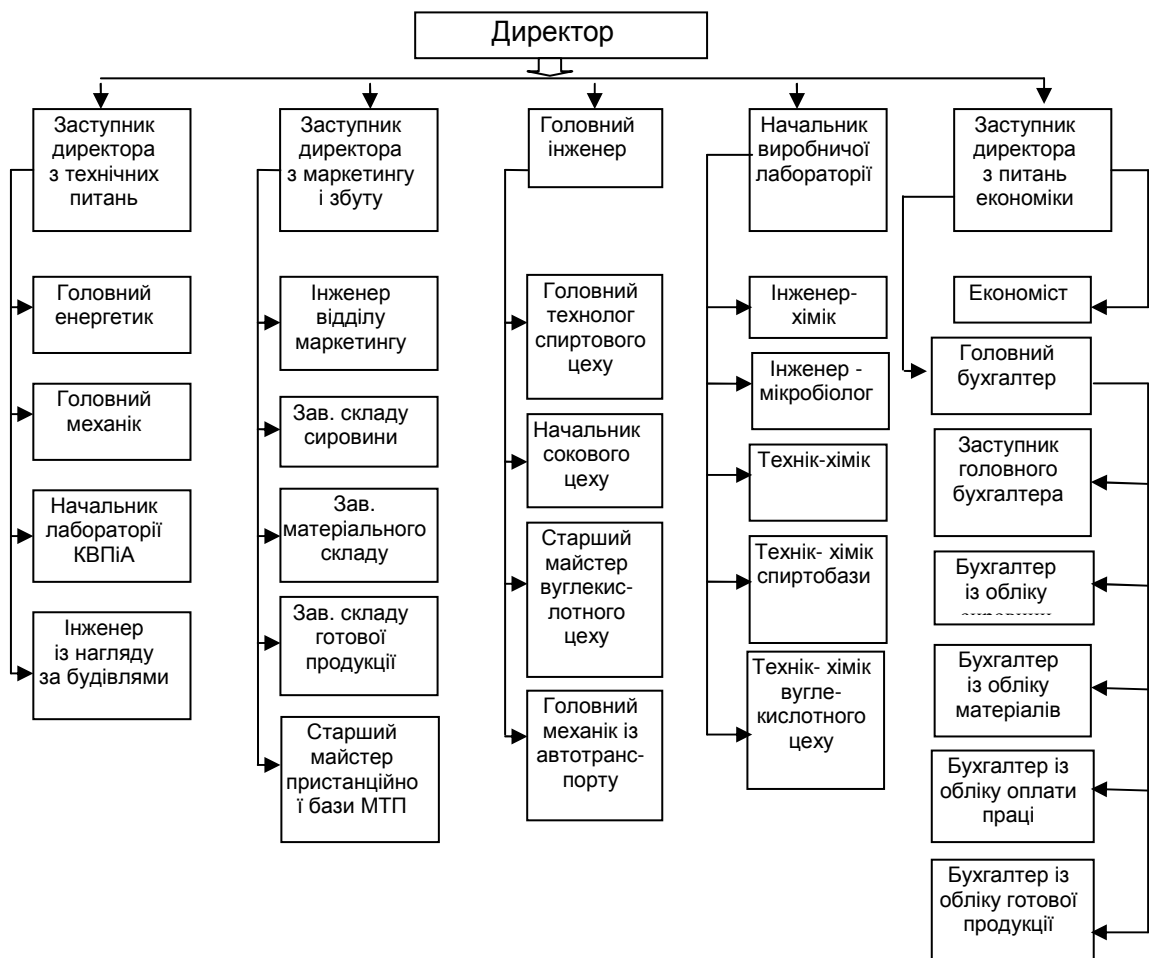 Директор
Заступник
директора
з технічних
питань
Головний
енергетик
Головний
механік
Начальник
лабораторії
КВПіА
Інженер
із нагляду
за будівлями
Заступник
директора
з маркетингу
і збуту
Інженер
відділу
маркетингу
Зав. складу
сировини
Зав.
матеріального
складу
Зав. складу
готової
продукції
Старший
майстер
пристанційно
ї бази МТП
Головний
інженер
Головний
технолог
спиртового
цеху
Начальник
сокового
цеху
Старший
майстер
вуглекис-
лотного
цеху
Головний
механік із
автотранс-
порту
Начальник
виробничої
лабораторії
Інженер-
хімік
Інженер -
мікробіолог
Технік-хімік
Технік- хімік
спиртобази
Технік- хімік
вугле-
кислотного
цеху
Заступник
директора
з питань
економіки
Економіст
Головний
бухгалтер
Заступник
головного
бухгалтера
Бухгалтер
із обліку
Бухгалтер
із обліку
матеріалів
Бухгалтер із
обліку оплати
праці
Бухгалтер із
обліку готової
продукції